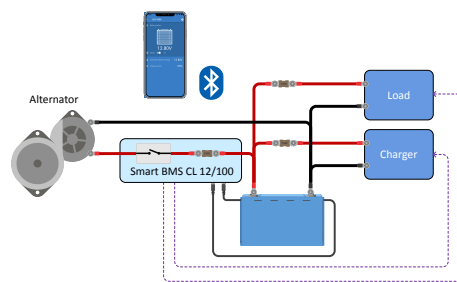 12.80V
Alternator
Load
Charger
Smart BMS CL 12/100